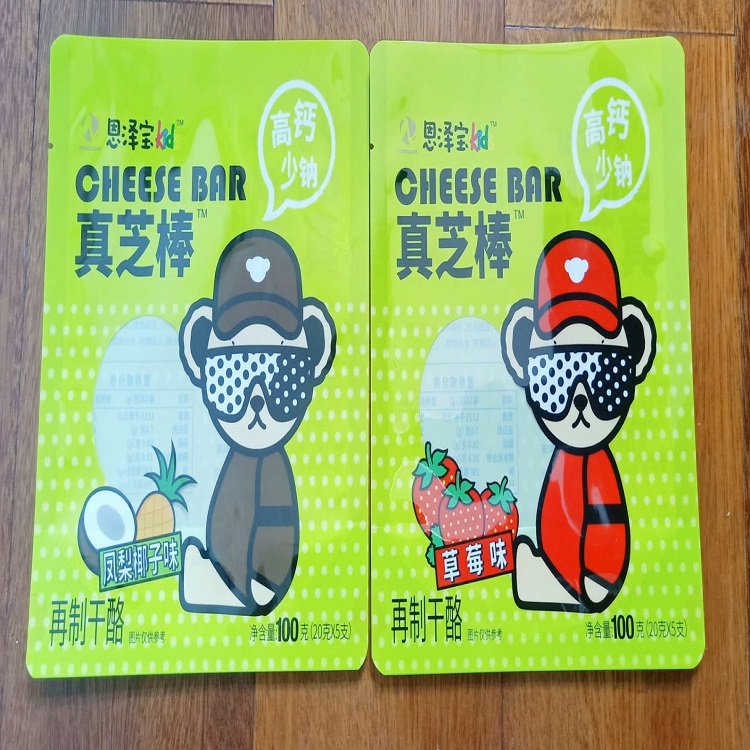 恩泽宝kid™
CHEESE BAR
真芝棒™
高钙
少钠
凤梨椰子味
再制干酪
图片仅供参考
净含量:100克(20克X5支)
恩泽宝kid™
CHEESE BAR
真芝棒™
高钙
少钠
草莓味
再制干酪
图片仅供参考
净含量:100克(20克X5支)